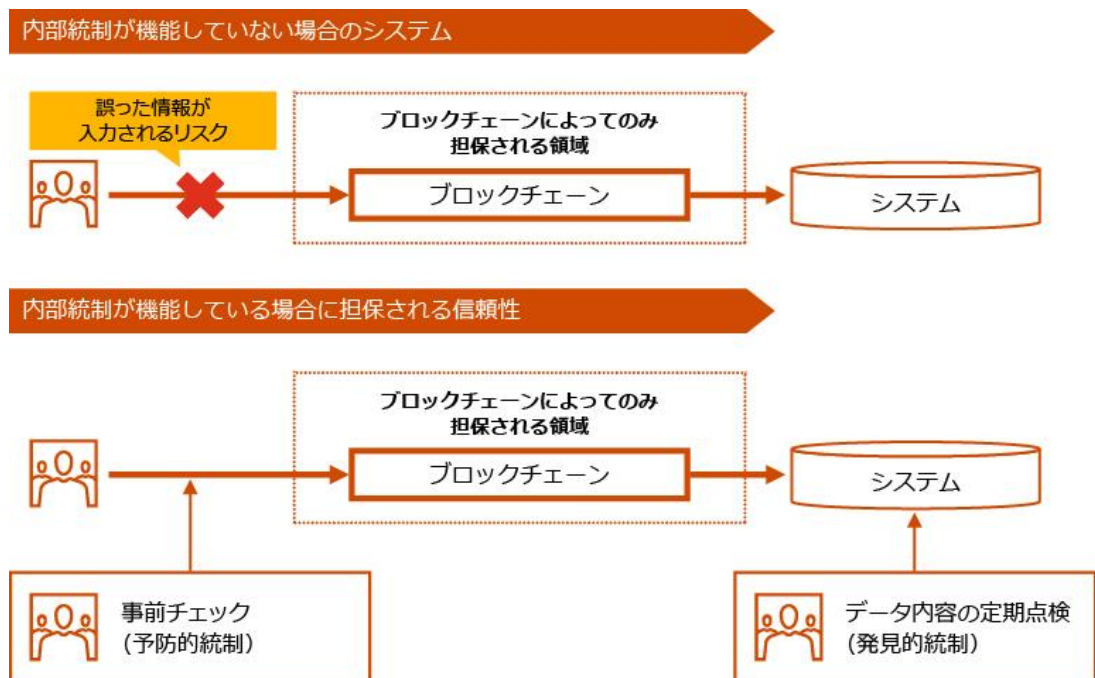 内部統制が機能していない場合のシステム
誤った情報が
入力されるリスク
ブロックチェーンによってのみ
担保される領域
ブロックチェーン
システム
内部統制が機能している場合に担保される信頼性
ブロックチェーンによってのみ
担保される領域
ブロックチェーン
システム
事前チェック
(予防的統制)
データ内容の定期点検
(発見的統制)